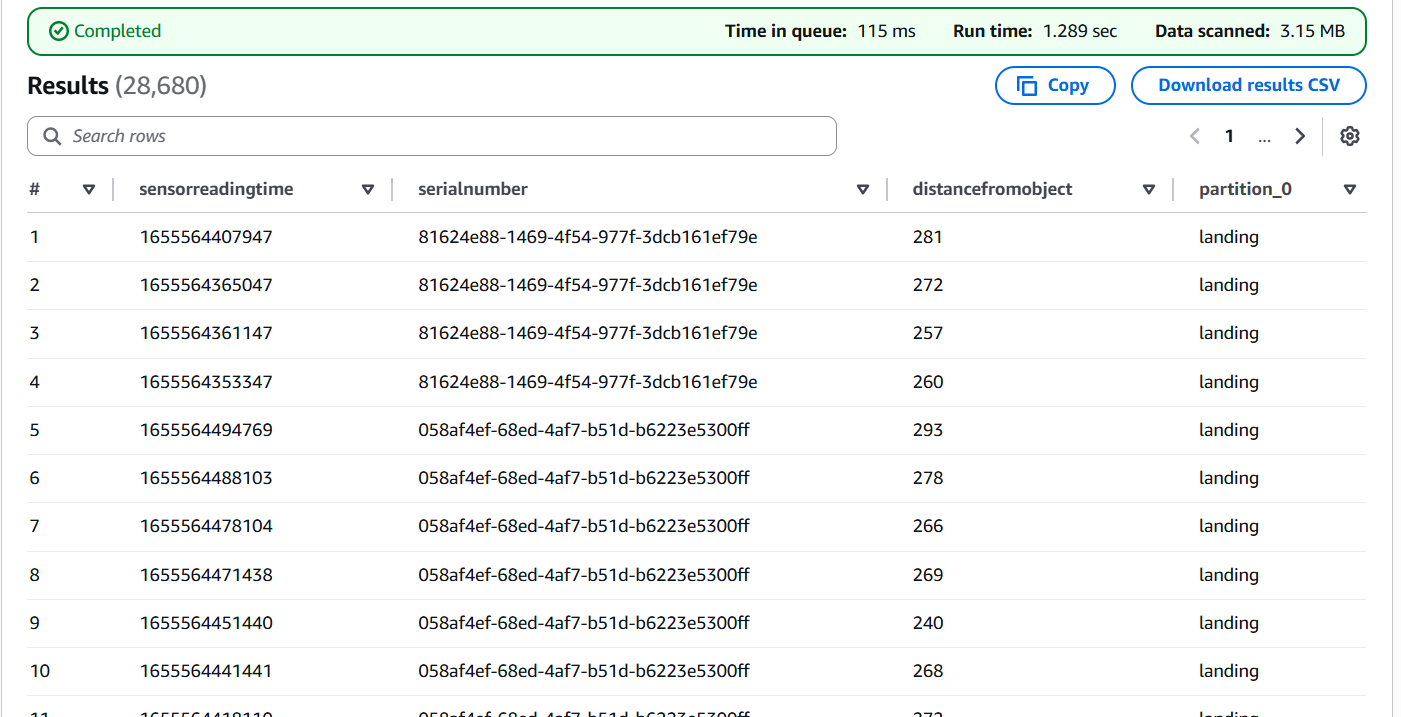 Completed Time in queue: 115 ms Run time: 1.289 sec Data scanned: 3.15 MB
Results (28,680) Copy Download results CSV
Search rows 1 ...
# sensorreadingtime serialnumber distancefromobject partition_0
1 1655564407947 81624e88-1469-4f54-977f-3dcb161ef79e 281 landing
2 1655564365047 81624e88-1469-4f54-977f-3dcb161ef79e 272 landing
3 1655564361147 81624e88-1469-4f54-977f-3dcb161ef79e 257 landing
4 1655564353347 81624e88-1469-4f54-977f-3dcb161ef79e 260 landing
5 1655564494769 058af4ef-68ed-4af7-b51d-b6223e5300ff 293 landing
6 1655564488103 058af4ef-68ed-4af7-b51d-b6223e5300ff 278 landing
7 1655564478104 058af4ef-68ed-4af7-b51d-b6223e5300ff 266 landing
8 1655564471438 058af4ef-68ed-4af7-b51d-b6223e5300ff 269 landing
9 1655564451440 058af4ef-68ed-4af7-b51d-b6223e5300ff 240 landing
10 1655564441441 058af4ef-68ed-4af7-b51d-b6223e5300ff 268 landing